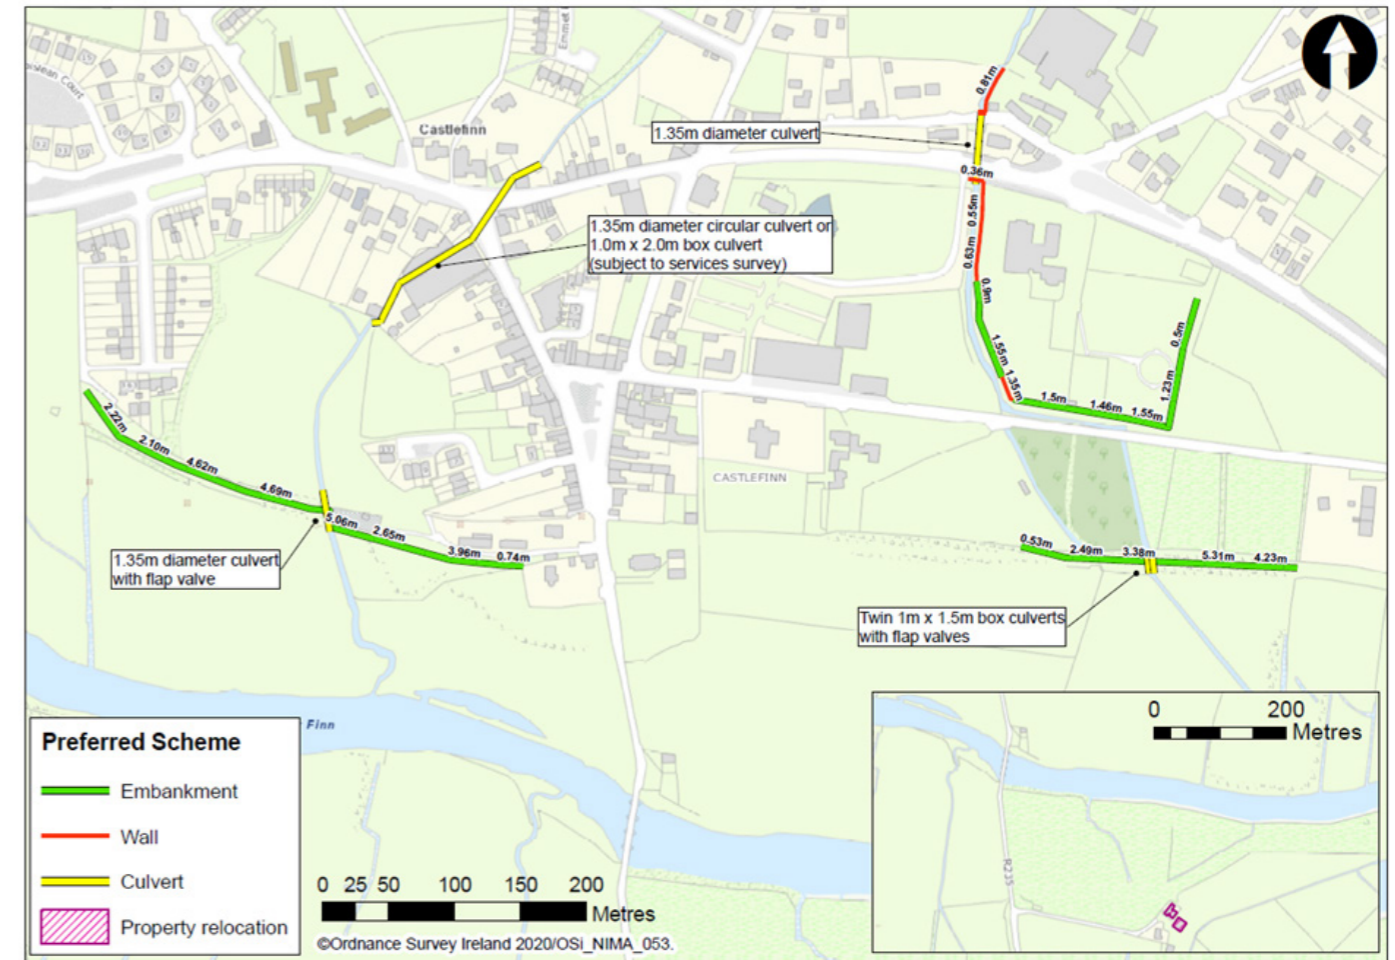 Emmet
Court
Castlefinn
0.81m
1.35m diameter culvert
0.36m
1.35m diameter circular culvert or
1.0m x 2.0m box culvert
(subject to services survey)
0.55m
0.63m
0.9m
1.55m
1.35m
1.5m
1.46m
1.55m
1.23m
0.5m
2.22m
2.10m
4.62m
4.69m
5.06m
2.65m
3.96m
0.74m
CASTLEFINN
0.53m
2.49m
3.38m
5.31m
4.23m
1.35m diameter culvert
with flap valve
Twin 1m x 1.5m box culverts
with flap valves
Finn
Preferred Scheme
Embankment
Wall
Culvert
Property relocation
0 25 50 100 150 200
Metres
©Ordnance Survey Ireland 2020/OSi_NIMA_053.
0 200
Metres
R235